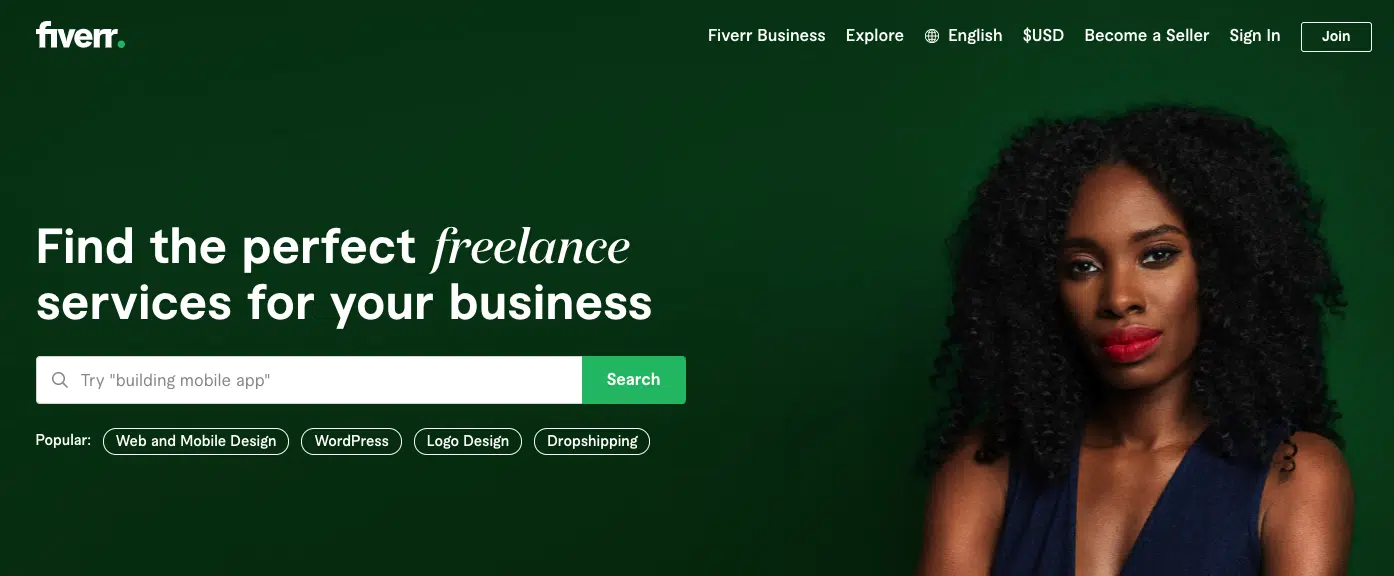 fiverr.
Fiverr Business Explore English $USD Become a Seller Sign In Join
Find the perfect freelance
services for your business
Try "building mobile app" Search
Popular: Web and Mobile Design WordPress Logo Design Dropshipping